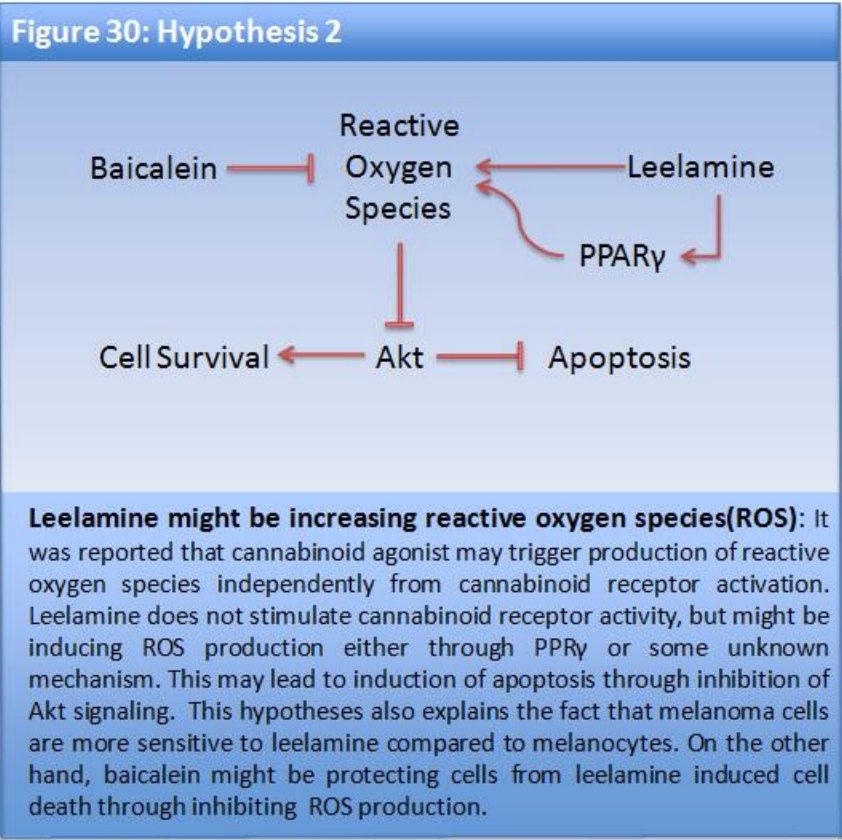 Figure 30: Hypothesis 2
Reactive
Baicalein Oxygen Leelamine
Species
PPARγ
Cell Survival Akt Apoptosis
Leelamine might be increasing reactive oxygen species(ROS): It
was reported that cannabinoid agonist may trigger production of reactive
oxygen species independently from cannabinoid receptor activation.
Leelamine does not stimulate cannabinoid receptor activity, but might be
inducing ROS production either through PPRγ or some unknown
mechanism. This may lead to induction of apoptosis through inhibition of
Akt signaling. This hypotheses also explains the fact that melanoma cells
are more sensitive to leelamine compared to melanocytes. On the other
hand, baicalein might be protecting cells from leelamine induced cell
death through inhibiting ROS production.